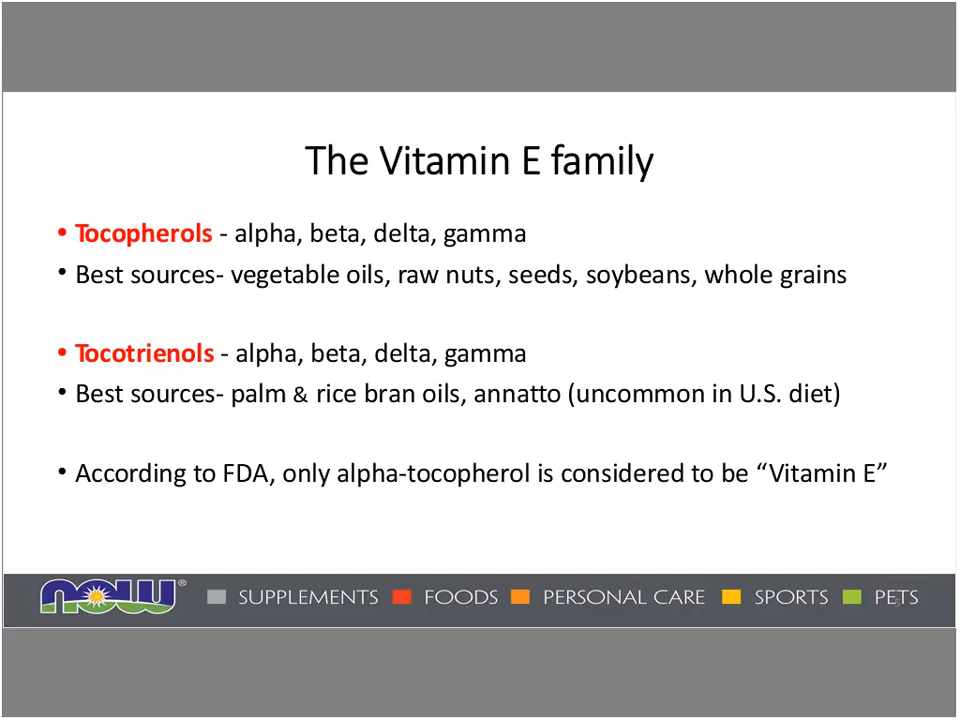 The Vitamin E family
• Tocopherols - alpha, beta, delta, gamma
• Best sources- vegetable oils, raw nuts, seeds, soybeans, whole grains
• Tocotrienols - alpha, beta, delta, gamma
• Best sources- palm & rice bran oils, annatto (uncommon in U.S. diet)
• According to FDA, only alpha-tocopherol is considered to be “Vitamin E”
now® SUPPLEMENTS FOODS PERSONAL CARE SPORTS PETS